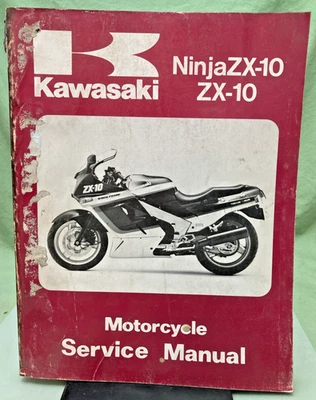 Kawasaki
NinjaZX-10
ZX-10
ZX-10
Motorcycle
Service Manual